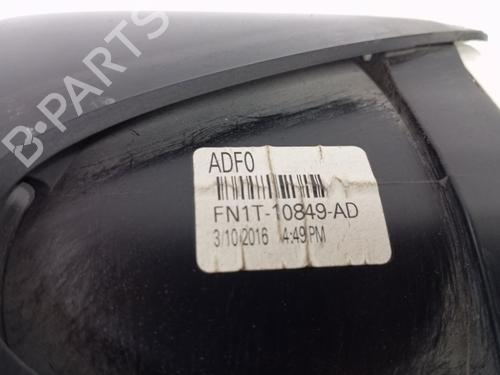 ADF0
FN1T-10849-AD
3/10/2016 4:49 PM
B-PARTS